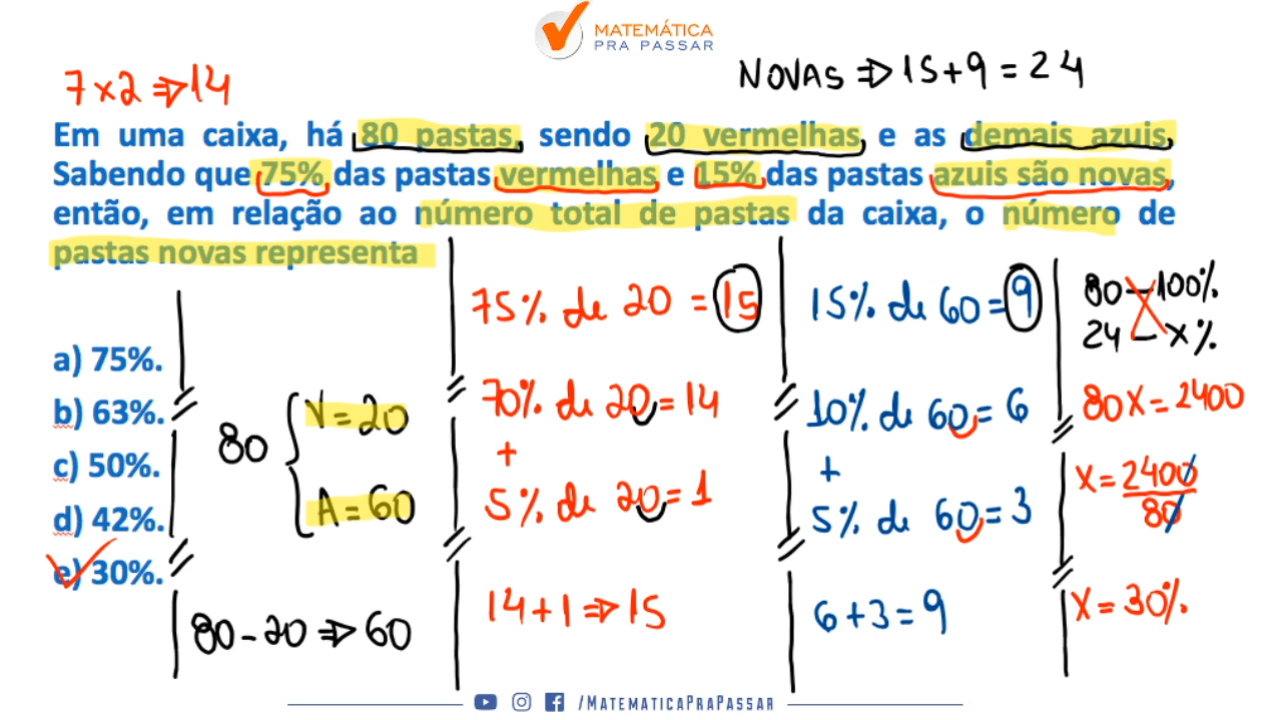 MATEMÁTICA
PRA PASSAR
7 x 2 ⇒ 14
NOVAS ⇒ 15 + 9 = 24
Em uma caixa, há 80 pastas, sendo 20 vermelhas e as demais azuis.
Sabendo que 75% das pastas vermelhas e 15% das pastas azuis são novas,
então, em relação ao número total de pastas da caixa, o número de
pastas novas representa
a) 75%.
b) 63%.
c) 50%.
d) 42%.
e) 30%.
80
V = 20
A = 60
80 - 20 ⇒ 60
75% de 20 = 15
70% de 20 = 14
+
5% de 20 = 1
14 + 1 ⇒ 15
15% de 60 = 9
10% de 60 = 6
+
5% de 60 = 3
6 + 3 = 9
80 — 100%
24 — x%
80x = 2400
x = 2400
80
x = 30%
/MatematicaPraPassar